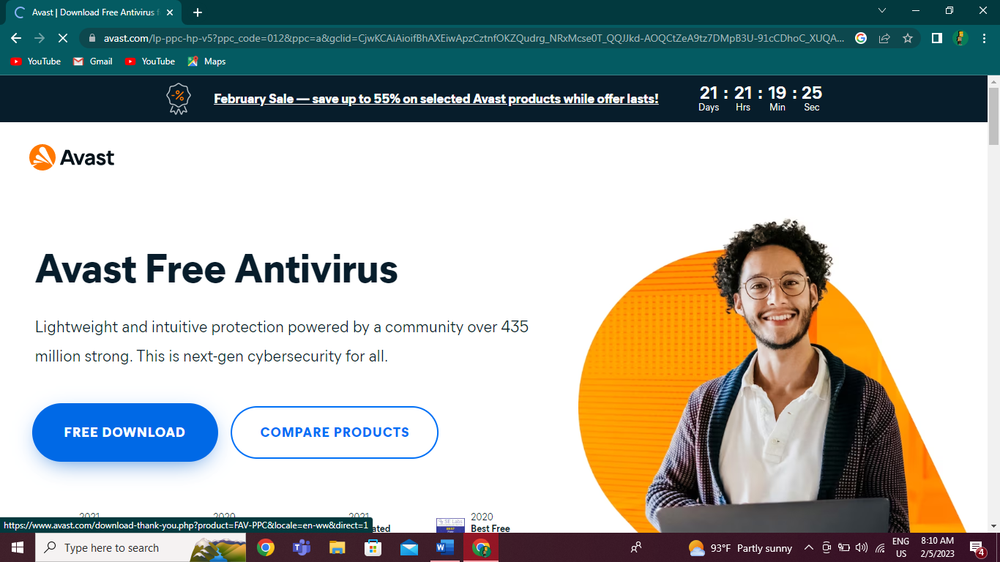 Avast | Download Free Antivirus f
avast.com/lp-ppc-hp-v5?ppc_code=012&ppc=a&gclid=CjwKCAiAioifBhAXEiwApzCztnfOKZQudrg_NRxMcse0T_QQJJkd-AOQCtZeA9tz7DMpB3U-91cCDhoC_XUQA...
YouTube Gmail YouTube Maps
-%
February Sale — save up to 55% on selected Avast products while offer lasts!
21 : 21 : 19 : 25
Days Hrs Min Sec
Avast
Avast Free Antivirus
Lightweight and intuitive protection powered by a community over 435
million strong. This is next-gen cybersecurity for all.
FREE DOWNLOAD COMPARE PRODUCTS
2021 2020 2021 2020
SE Labs
BEST
Best Free
https://www.avast.com/download-thank-you.php?product=FAV-PPC&locale=en-ww&direct=1
Type here to search
93°F Partly sunny
ENG
US
8:10 AM
2/5/2023
4